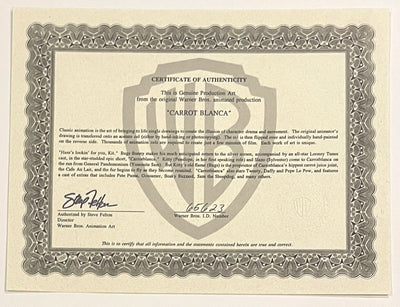 CERTIFICATE OF AUTHENTICITY
This is Genuine Production Art
from the original Warner Bros. animated production
"CARROT BLANCA"
Classic animation is the art of bringing to life single drawings to create the illusion of character drama and movement. The original animator's
drawing is transferred onto an acetate cel (either by hand-inking or photocopying). The cel is then flipped over and individually hand-painted
on the reverse side. Thousands of animation cels are required to create just a few minutes of film. Each work of art is unique.
"Here's lookin' for you, Kit." Bugs Bunny makes his much anticipated return to the silver screen, accompanied by an all-star Looney Tunes
cast, in the star-studded epic short, "Carrotblanca." Kitty (Penelope, in her first speaking role) and Slazlo (Sylvester) come to Carrotblanca on
the run from General Pandemonium (Yosemite Sam). But Kitty's old flame (Bugs) is the proprietor of Carrotblanca's hippest carrot juice joint,
the Cafe Au Lait, and the fur begins to fly as they become reunited. "Carrotblanca" also stars Tweety, Daffy and Pepe Le Pew, and features
a cast of extras that includes Pete Puma, Giovanni, Beaky Buzzard, Sam the Sheepdog, and many others.
65623
Authorized by Steve Felton
Director
Warner Bros. Animation Art
Warner Bros. I.D. Number
This is to certify that all information and the statements contained herein are true and correct.